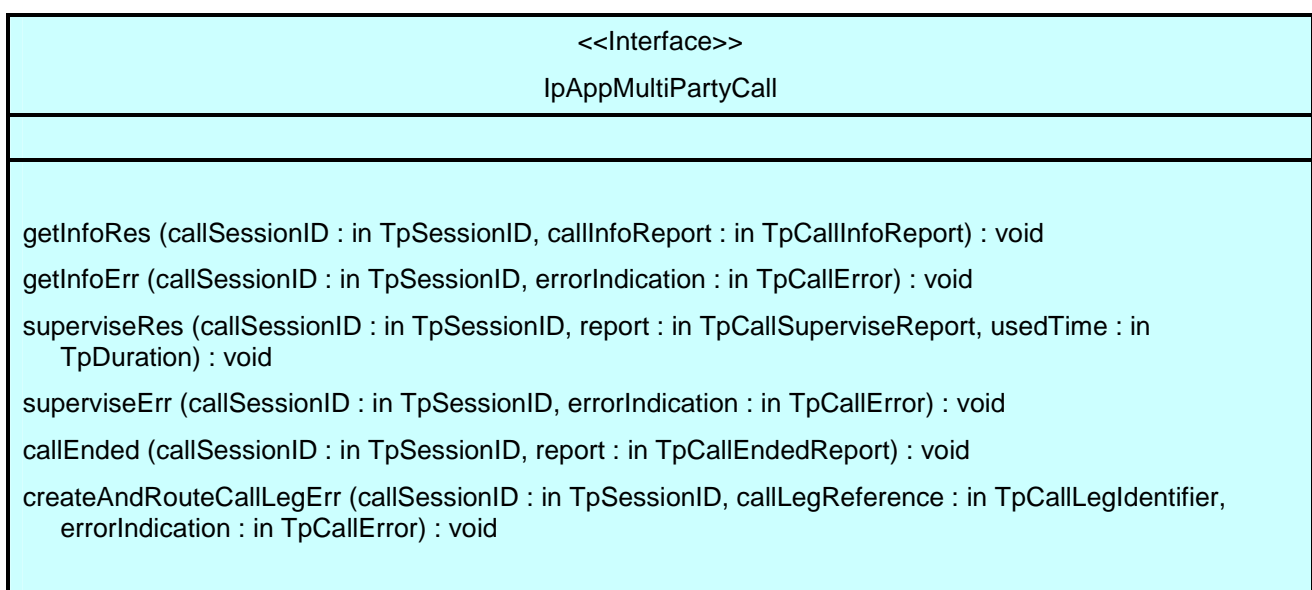 <<Interface>>
IpAppMultiPartyCall
getInfoRes (callSessionID : in TpSessionID, callInfoReport : in TpCallInfoReport) : void
getInfoErr (callSessionID : in TpSessionID, errorIndication : in TpCallError) : void
superviseRes (callSessionID : in TpSessionID, report : in TpCallSuperviseReport, usedTime : in
TpDuration) : void
superviseErr (callSessionID : in TpSessionID, errorIndication : in TpCallError) : void
callEnded (callSessionID : in TpSessionID, report : in TpCallEndedReport) : void
createAndRouteCallLegErr (callSessionID : in TpSessionID, callLegReference : in TpCallLegIdentifier,
errorIndication : in TpCallError) : void